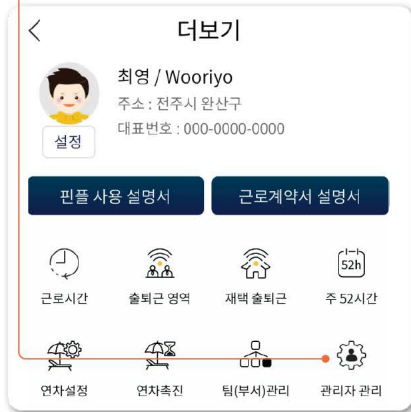 더보기
최영 / Wooriyo
주소 : 전주시 완산구
대표번호 : 000-0000-0000
설정
핀플 사용 설명서 근로계약서 설명서
52h
근로시간 출퇴근 영역 재택 출퇴근 주 52시간
연차설정 연차촉진 팀(부서)관리 관리자 관리